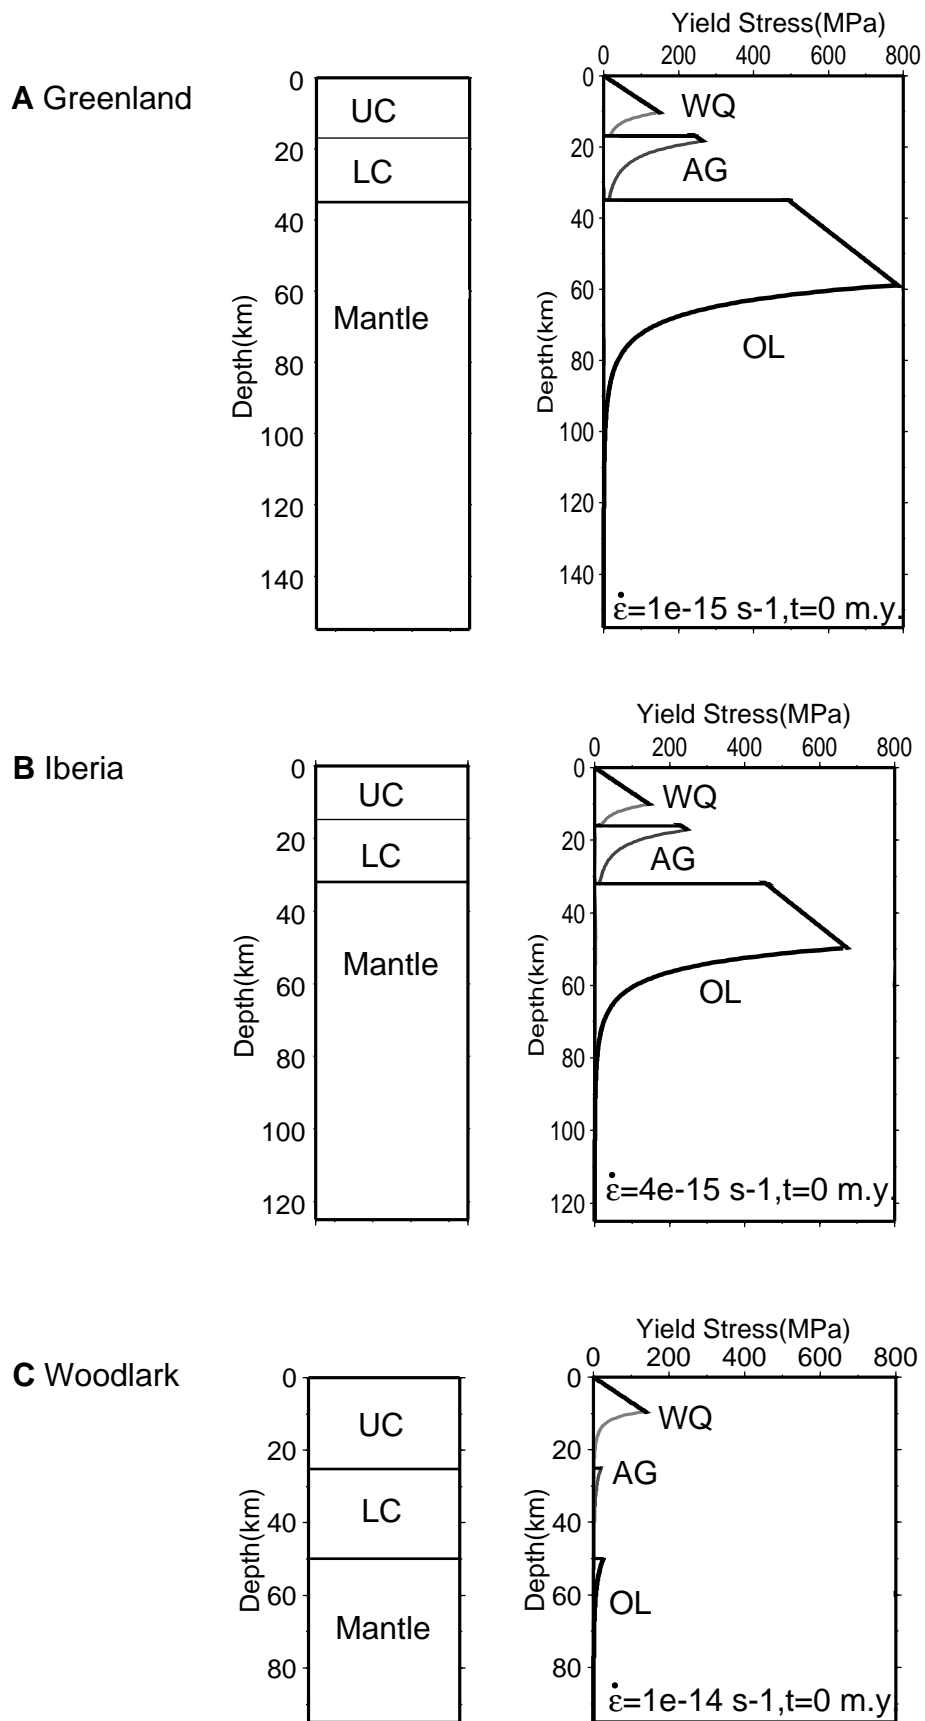 Yield Stress(MPa)
0 200 400 600 800
A Greenland
0
20
40
60
80
100
120
140
Depth(km)
UC
LC
Mantle
0
20
40
60
80
100
120
140
Depth(km)
WQ
AG
OL
ε̇=1e-15 s-1,t=0 m.y.
Yield Stress(MPa)
0 200 400 600 800
B Iberia
0
20
40
60
80
100
120
Depth(km)
UC
LC
Mantle
0
20
40
60
80
100
120
Depth(km)
WQ
AG
OL
ε̇=4e-15 s-1,t=0 m.y.
Yield Stress(MPa)
0 200 400 600 800
C Woodlark
0
20
40
60
80
Depth(km)
UC
LC
Mantle
0
20
40
60
80
Depth(km)
WQ
AG
OL
ε̇=1e-14 s-1,t=0 m.y.